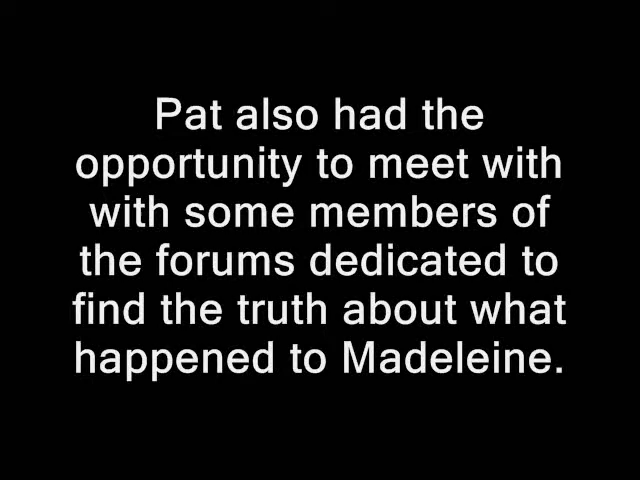 Pat also had the
opportunity to meet with
with some members of
the forums dedicated to
find the truth about what
happened to Madeleine.